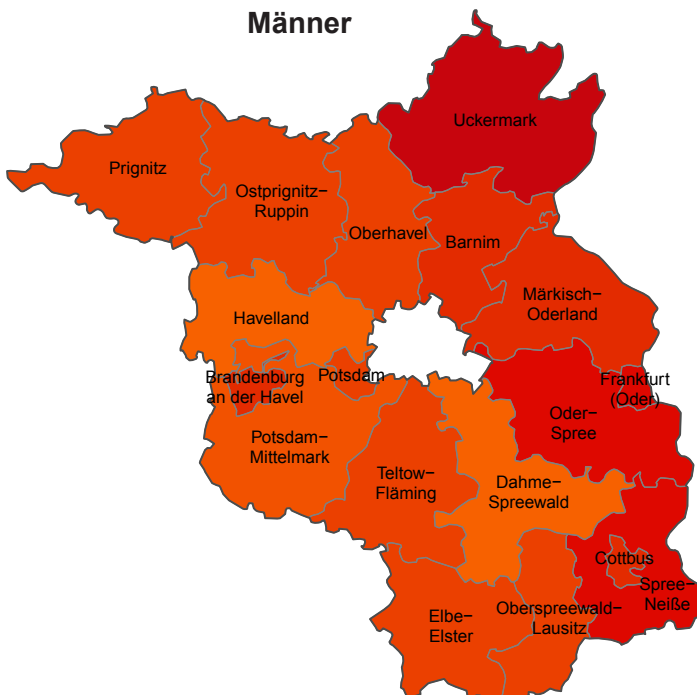 Männer
Uckermark
Prignitz
Ostprignitz−
Ruppin
Oberhavel
Barnim
Märkisch−
Oderland
Havelland
Brandenburg
an der Havel
Potsdam
Frankfurt
(Oder)
Oder-
Spree
Potsdam−
Mittelmark
Teltow−
Fläming
Dahme-
Spreewald
Cottbus
Spree-
Neiße
Elbe−
Elster
Oberspreewald−
Lausitz